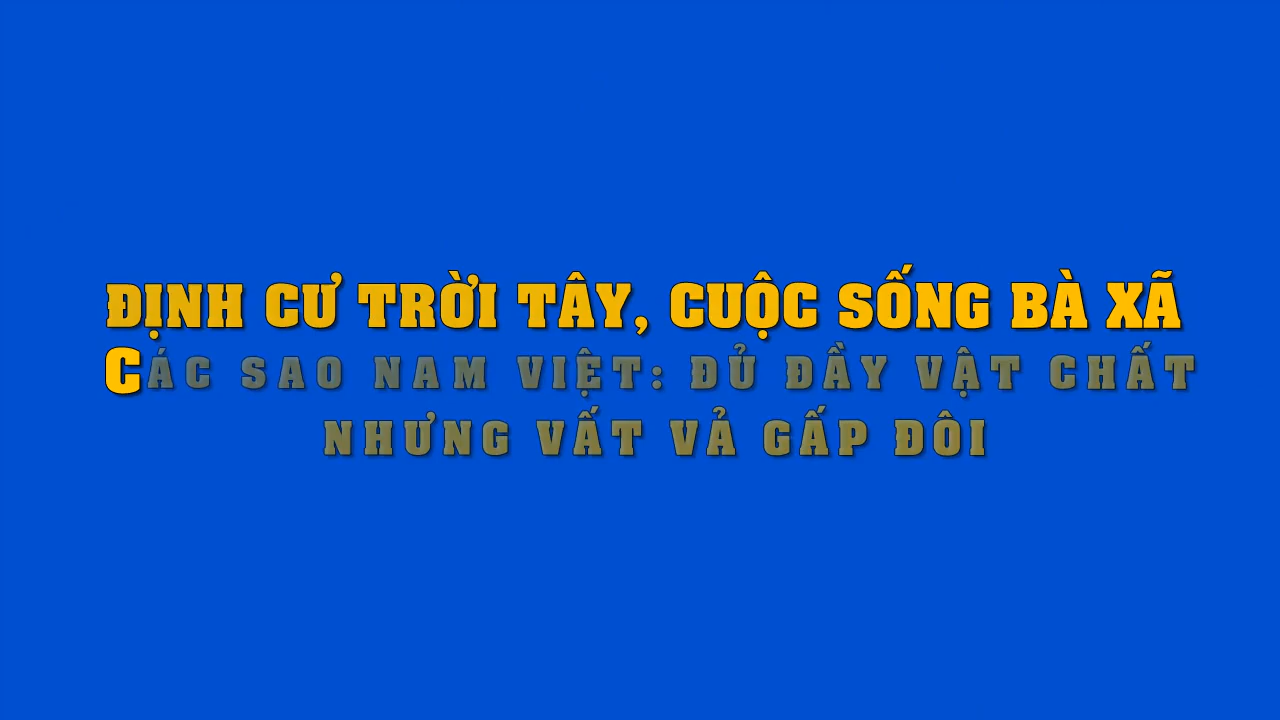 ĐỊNH CƯ TRỜI TÂY, CUỘC SỐNG BÀ XÃ
CÁC SAO NAM VIỆT: ĐỦ ĐẦY VẬT CHẤT
NHƯNG VẤT VẢ GẤP ĐÔI